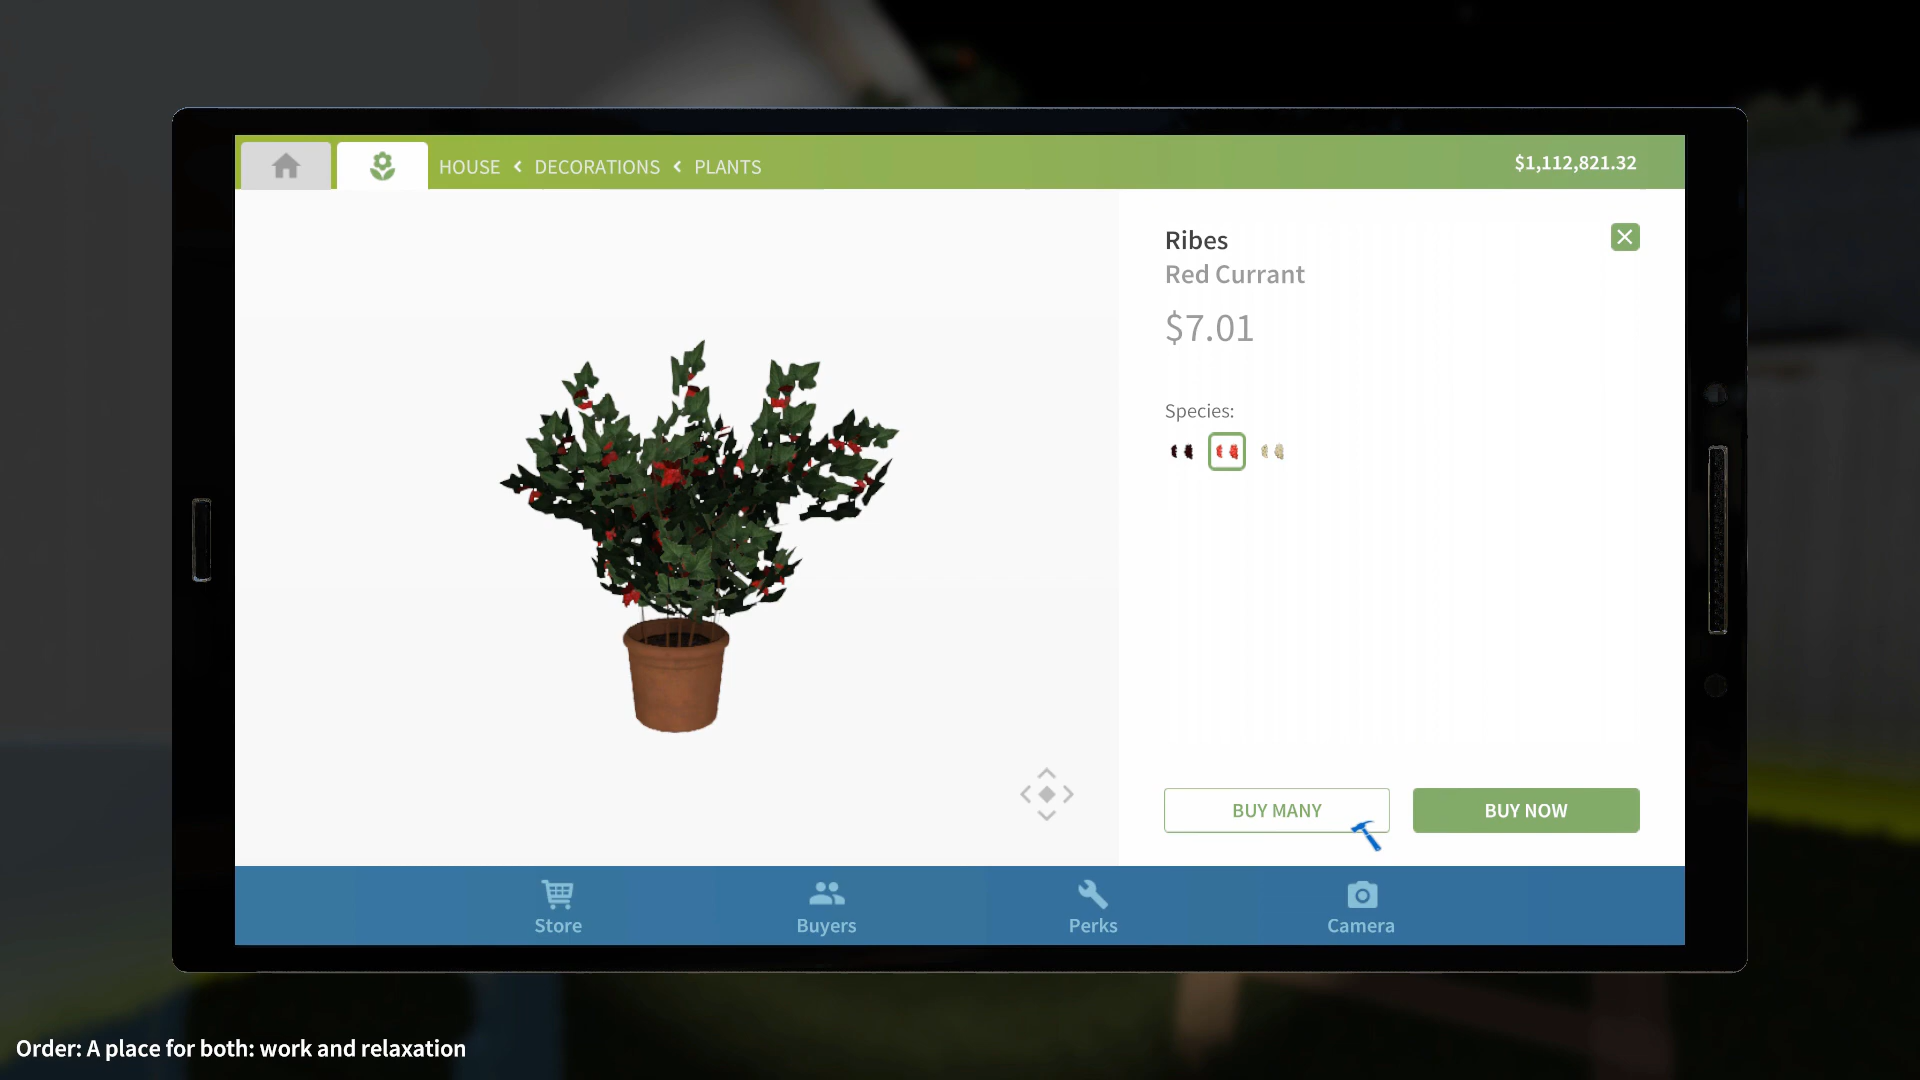 HOUSE < DECORATIONS < PLANTS
$1,112,821.32
Ribes
Red Currant
$7.01
Species:
BUY MANY
BUY NOW
Store
Buyers
Perks
Camera
Order: A place for both: work and relaxation